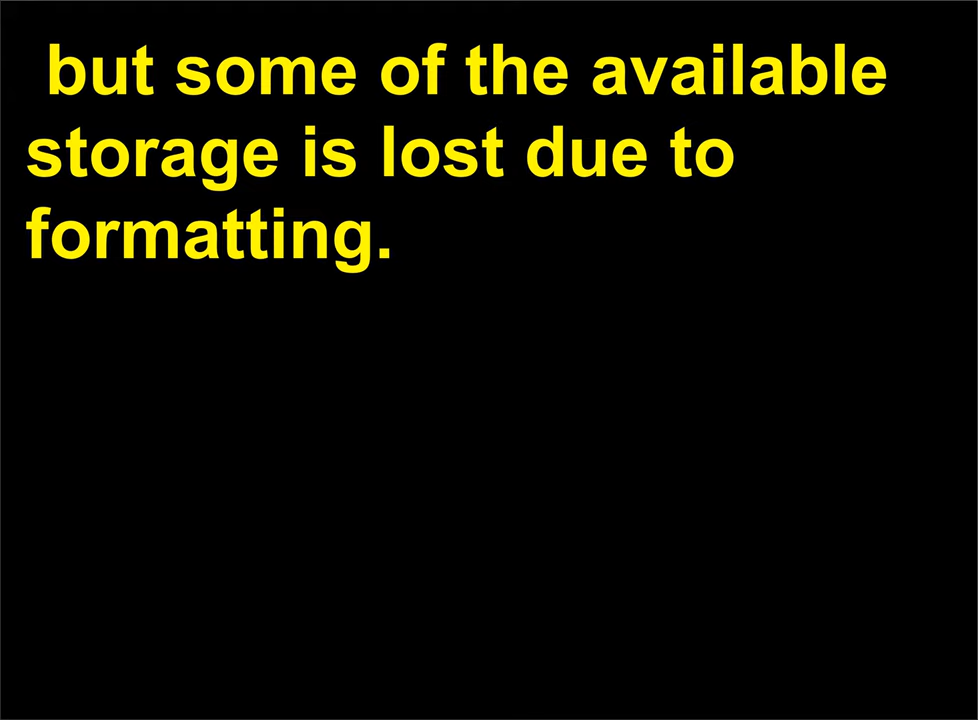 but some of the available
storage is lost due to
formatting.